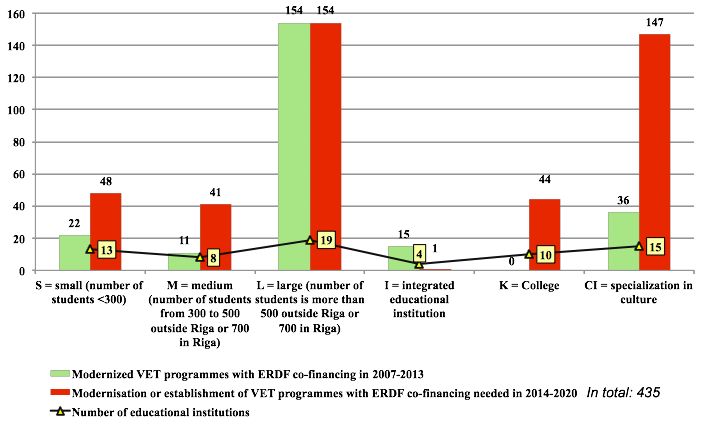 154 154
160
147
140
120
100
80
60
48
41
44
40
36
22
11
15
20
13
8
19
4
1
0
10
15
0
S = small (number of students <300)
M = medium (number of students from 300 to 500 outside Riga or 700 in Riga)
L = large (number of students is more than 500 outside Riga or 700 in Riga)
I = integrated educational institution
K = College
CI = specialization in culture
Modernized VET programmes with ERDF co-financing in 2007-2013
Modernisation or establishment of VET programmes with ERDF co-financing needed in 2014-2020 In total: 435
Number of educational institutions